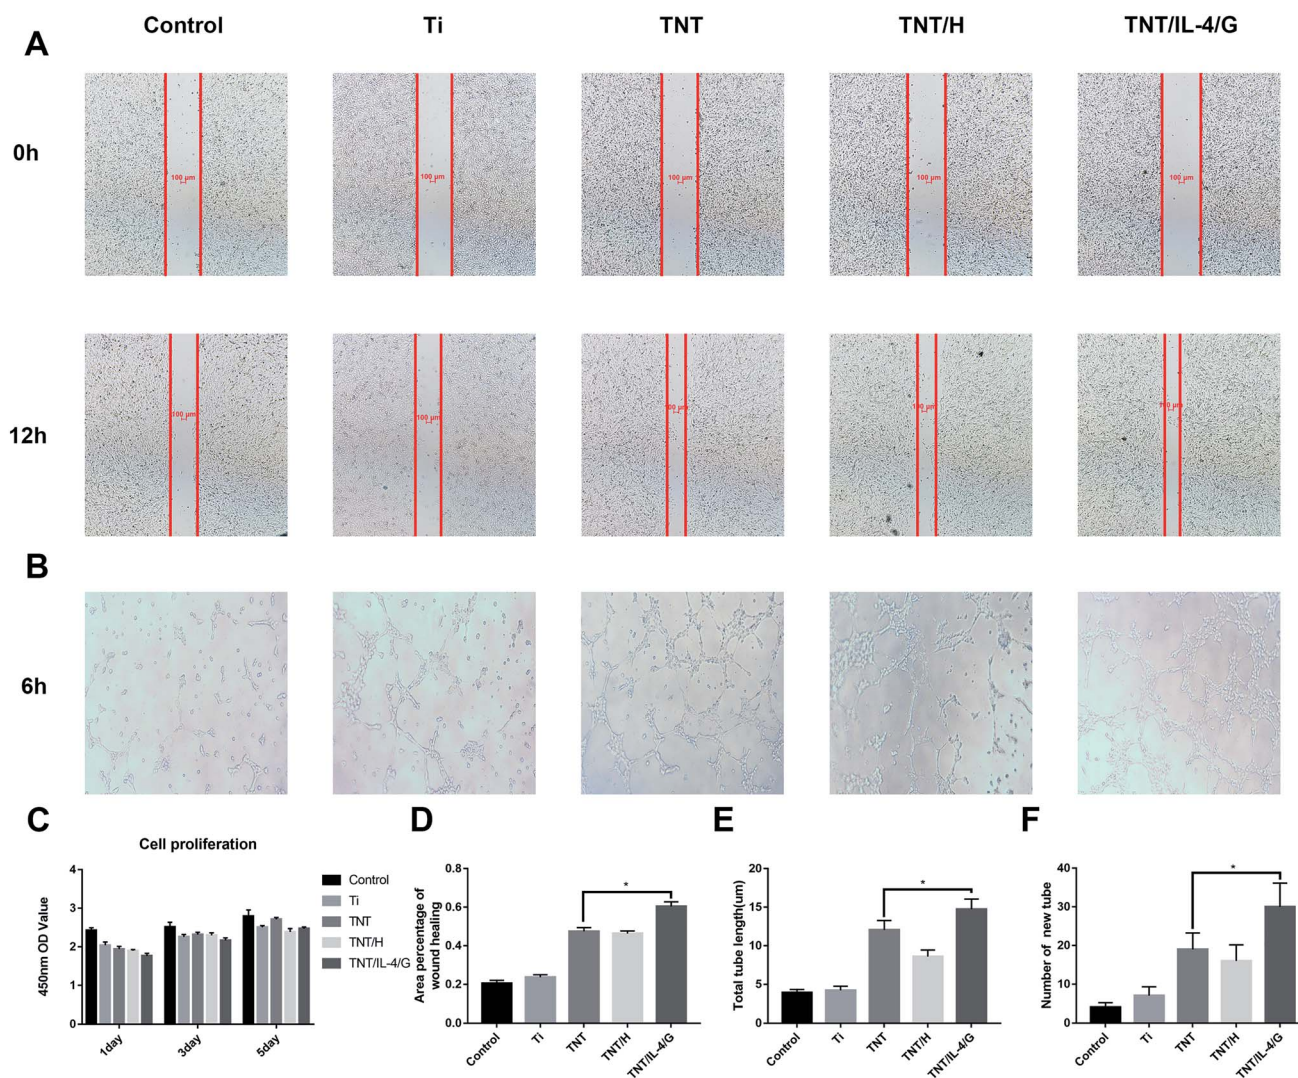 Control Ti TNT TNT/H TNT/IL-4/G
A
0h
100 μm 100 μm 100 μm 100 μm 100 μm
12h
100 μm 100 μm 100 μm 100 μm
B
6h
C
Cell proliferation
450nm OD Value
4
3
2
1
0
1day 3day 5day
Control
Ti
TNT
TNT/H
TNT/IL-4/G
D
Area percentage of
wound healing
0.8
0.6
0.4
0.2
0.0
*
Control Ti TNT TNT/H TNT/IL-4/G
E
Total tube length(um)
20
15
10
5
0
*
Control Ti TNT TNT/H TNT/IL-4/G
F
Number of new tube
40
30
20
10
0
*
Control Ti TNT TNT/H TNT/IL-4/G